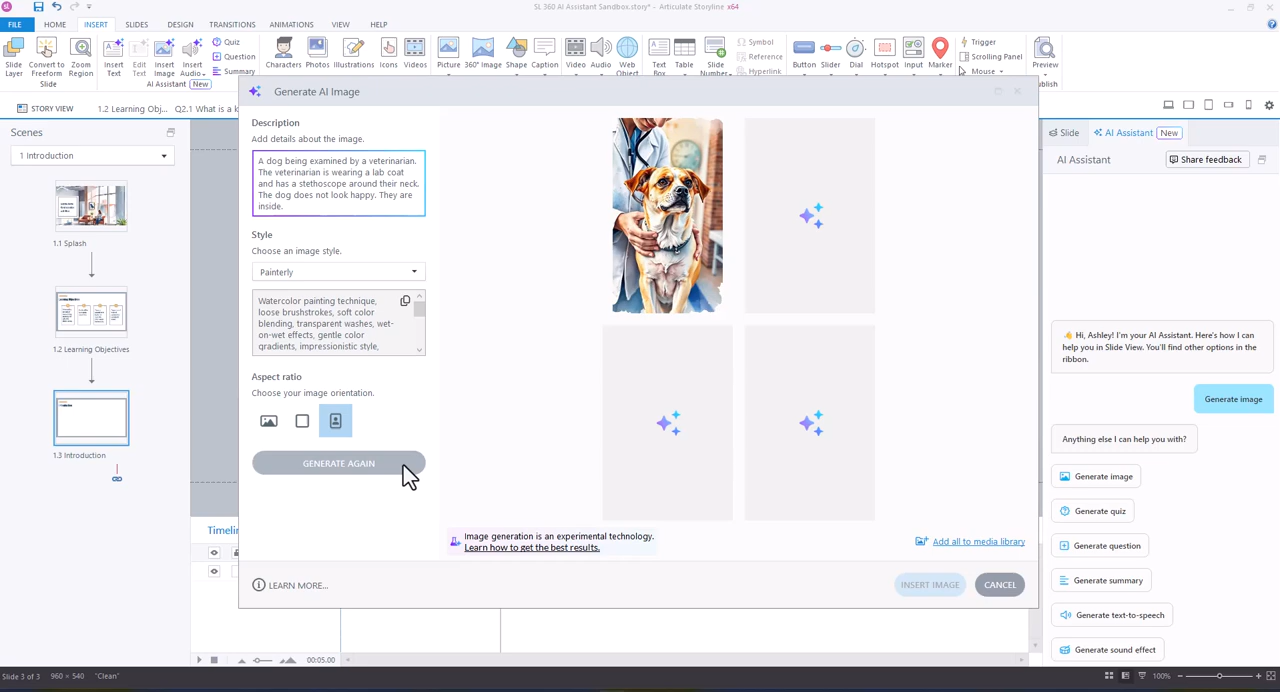 SL 360 AI Assistant Sandbox.story* - Articulate Storyline x64
FILE HOME INSERT SLIDES DESIGN TRANSITIONS ANIMATIONS VIEW HELP
Slide Layer
Convert to Freeform
Zoom Region
Slide
Insert Text
Edit Text
Insert Image
Insert Audio
Quiz
Question
Summary
AI Assistant New
Characters
Photos
Illustrations
Icons
Videos
Picture
360° Image
Shape
Caption
Video
Audio
Web Object
Text Box
Table
Slide Number
Symbol
Reference
Hyperlink
Button
Slider
Dial
Hotspot
Input
Marker
Trigger
Scrolling Panel
Mouse
Preview
STORY VIEW
1.2 Learning Obj...
Q2.1 What is a k
Scenes
1 Introduction
1.1 Splash
1.2 Learning Objectives
1.3 Introduction
Generate AI Image
Description
Add details about the image.
A dog being examined by a veterinarian.
The veterinarian is wearing a lab coat
and has a stethoscope around their neck.
The dog does not look happy. They are
inside.
Style
Choose an image style.
Painterly
Watercolor painting technique,
loose brushstrokes, soft color
blending, transparent washes, wet-
on-wet effects, gentle color
gradients, impressionistic style,
Aspect ratio
Choose your image orientation.
GENERATE AGAIN
Image generation is an experimental technology.
Learn how to get the best results.
Add all to media library
LEARN MORE...
INSERT IMAGE
CANCEL
Slide
AI Assistant New
AI Assistant
Share feedback
Hi, Ashley! I'm your AI Assistant. Here's how I can
help you in Slide View. You'll find other options in the
ribbon.
Generate image
Anything else I can help you with?
Generate image
Generate quiz
Generate question
Generate summary
Generate text-to-speech
Generate sound effect
00:05.00
Slide 3 of 3 960 × 540 "Clean"
100%